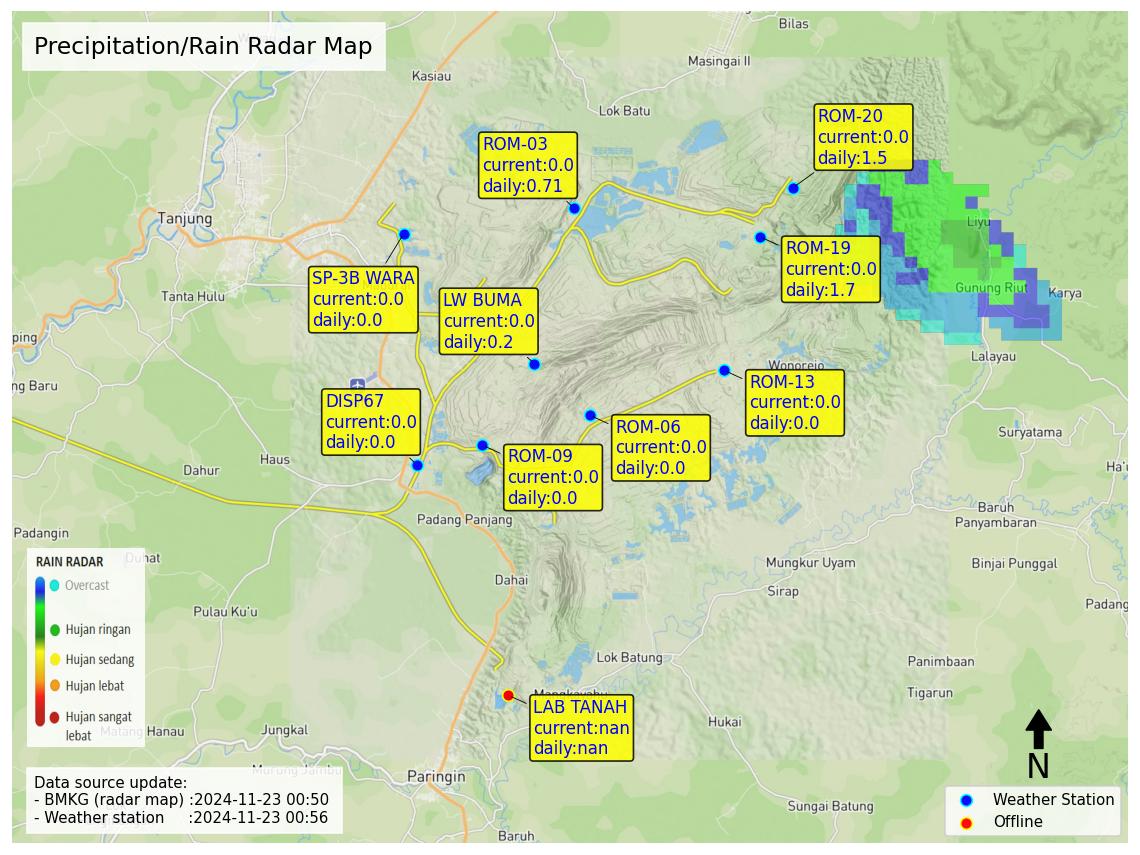 Precipitation/Rain Radar Map
Bilas
Masingai II
Kasiau
Lok Batu
ROM-20
current:0.0
daily:1.5
ROM-03
current:0.0
daily:0.71
Tanjung
Liyu
ROM-19
current:0.0
daily:1.7
SP-3B WARA
current:0.0
daily:0.0
Tanta Hulu
LW BUMA
current:0.0
daily:0.2
Gunung Riut
Karya
ping
Lalayau
Wonorejo
ng Baru
ROM-13
current:0.0
daily:0.0
DISP67
current:0.0
daily:0.0
ROM-06
current:0.0
daily:0.0
Suryatama
Haus
Dahur
ROM-09
current:0.0
daily:0.0
Ha'u
Baruh
Panyambaran
Padang Panjang
Padangin
Duhat
Mungkur Uyam
Binjai Punggal
Dahai
Sirap
Padang
Pulau Ku'u
RAIN RADAR
Overcast
Hujan ringan
Hujan sedang
Hujan lebat
Hujan sangat
lebat
Lok Batung
Panimbaan
Tigarun
Mangkayahu
LAB TANAH
current:nan
daily:nan
Hukai
Matang Hanau
Jungkal
Murung Jambu
Paringin
N
Data source update:
- BMKG (radar map) :2024-11-23 00:50
- Weather station :2024-11-23 00:56
Sungai Batung
Baruh
Weather Station
Offline